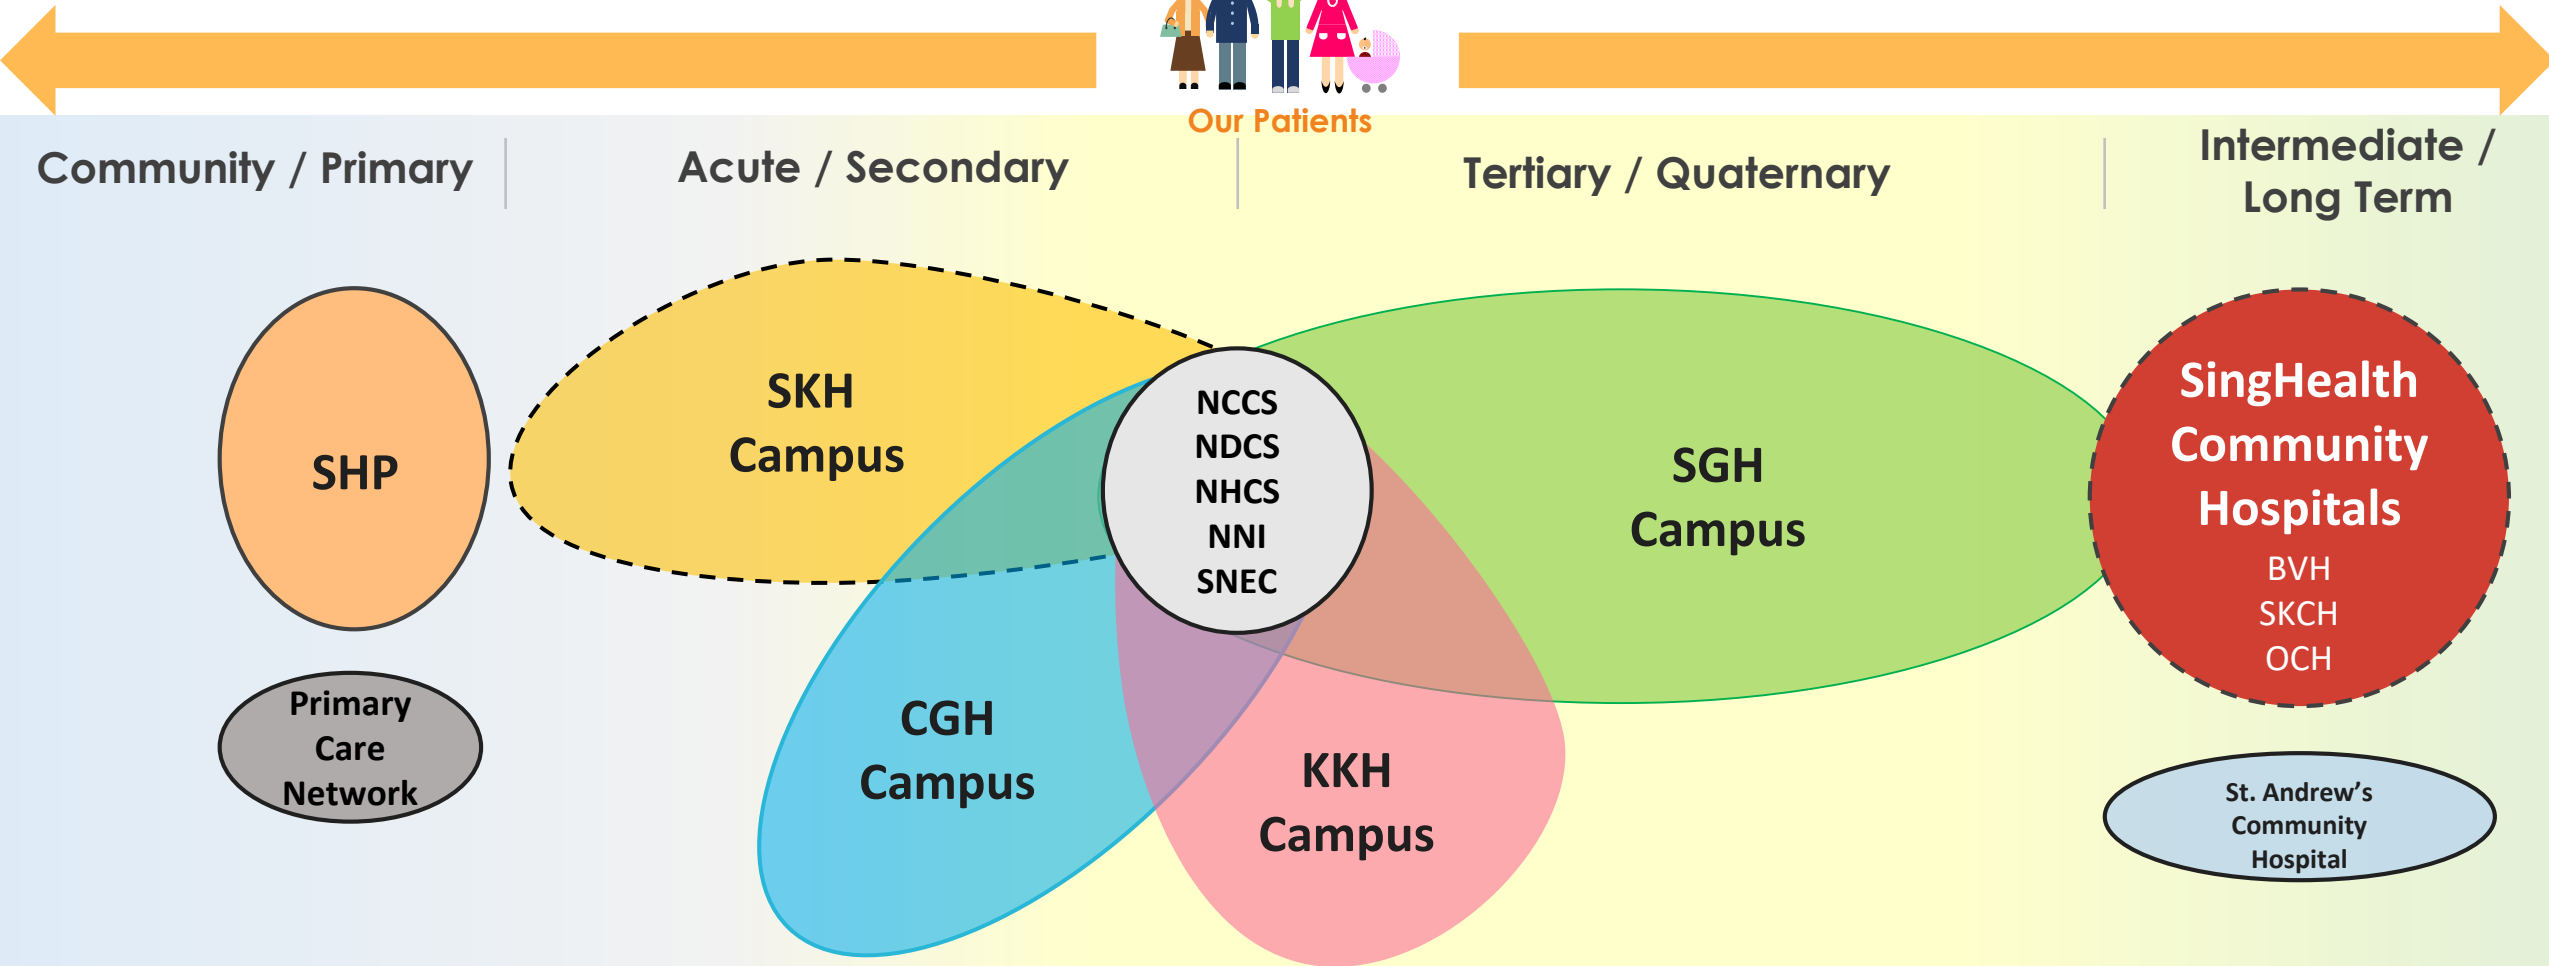 Our Patients
Community / Primary
Acute / Secondary
Tertiary / Quaternary
Intermediate /
Long Term
SHP
Primary
Care
Network
SKH
Campus
CGH
Campus
NCCS
NDCS
NHCS
NNI
SNEC
KKH
Campus
SGH
Campus
SingHealth
Community
Hospitals
BVH
SKCH
OCH
St. Andrew’s
Community
Hospital